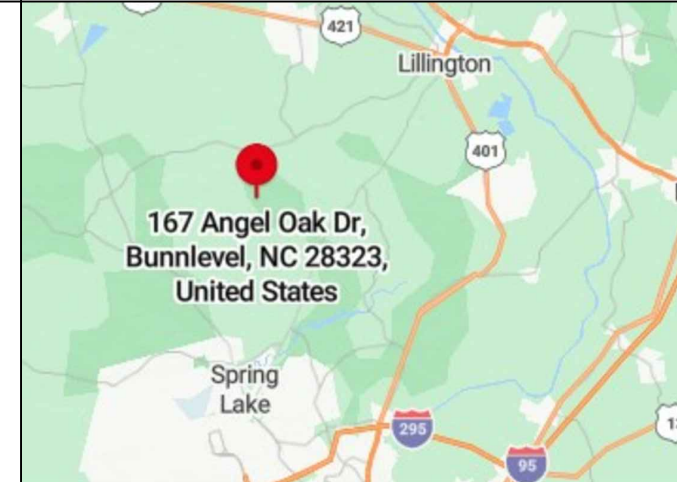 421
Lillington
401
167 Angel Oak Dr,
Bunnlevel, NC 28323,
United States
Spring
Lake
295
95